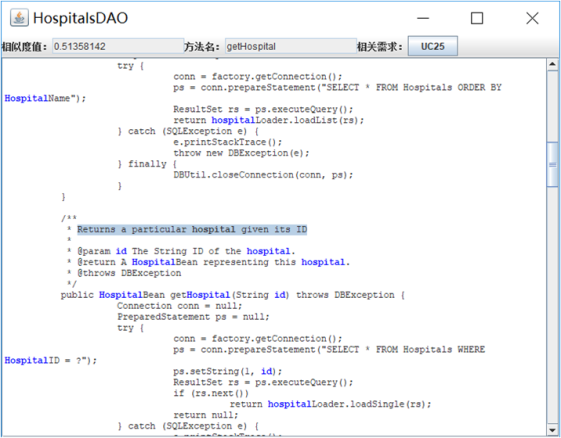 HospitalsDAO
相似度值： 0.51358142 方法名： getHospital 相关需求： UC25
try {
conn = factory.getConnection();
ps = conn.prepareStatement("SELECT * FROM Hospitals ORDER BY
HospitalName");
ResultSet rs = ps.executeQuery();
return hospitalLoader.loadList(rs);
} catch (SQLException e) {
e.printStackTrace();
throw new DBException(e);
} finally {
DBUtil.closeConnection(conn, ps);
}
}
/**
* Returns a particular hospital given its ID
*
* @param id The String ID of the hospital.
* @return A HospitalBean representing this hospital.
* @throws DBException
*/
public HospitalBean getHospital(String id) throws DBException {
Connection conn = null;
PreparedStatement ps = null;
try {
conn = factory.getConnection();
ps = conn.prepareStatement("SELECT * FROM Hospitals WHERE
HospitalID = ?");
ps.setString(1, id);
ResultSet rs = ps.executeQuery();
if (rs.next())
return hospitalLoader.loadSingle(rs);
return null;
} catch (SQLException e) {
e.printStackTrace();